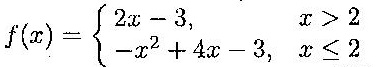 f(x) = { 2x − 3, x > 2
−x² + 4x − 3, x ≤ 2